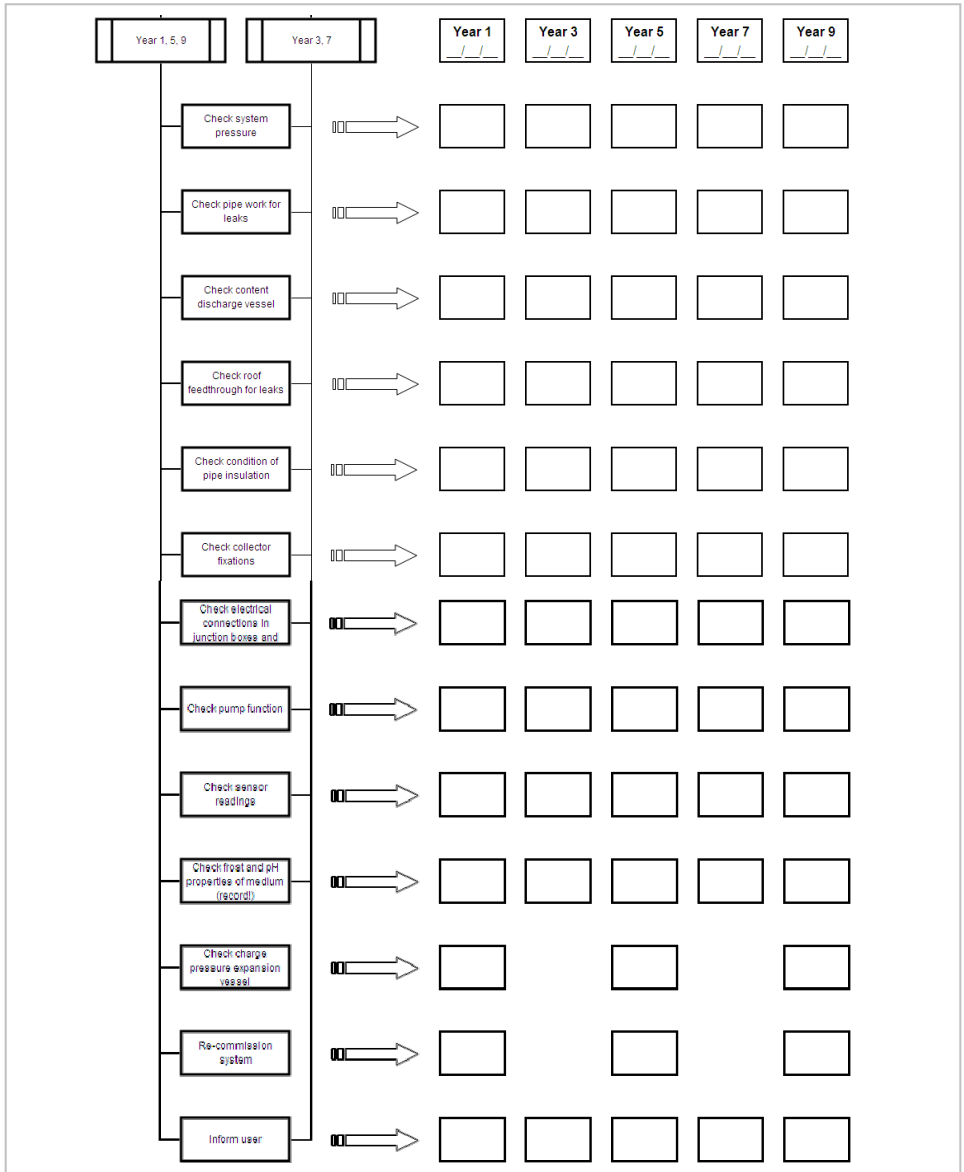 Year 1, 5, 9
Year 3, 7
Year 1
Year 3
Year 5
Year 7
Year 9
__/__/__
__/__/__
__/__/__
__/__/__
__/__/__
Check system
pressure
Check pipe work for
leaks
Check content
discharge vessel
Check roof
feedthrough for leaks
Check condition of
pipe insulation
Check collector
fixations
Check electrical
connections in
junction boxes and
Check pump function
Check sensor
readings
Check frost and pH
properties of medium
(record!)
Check charge
pressure expansion
vessel
Re-commission
system
Inform user